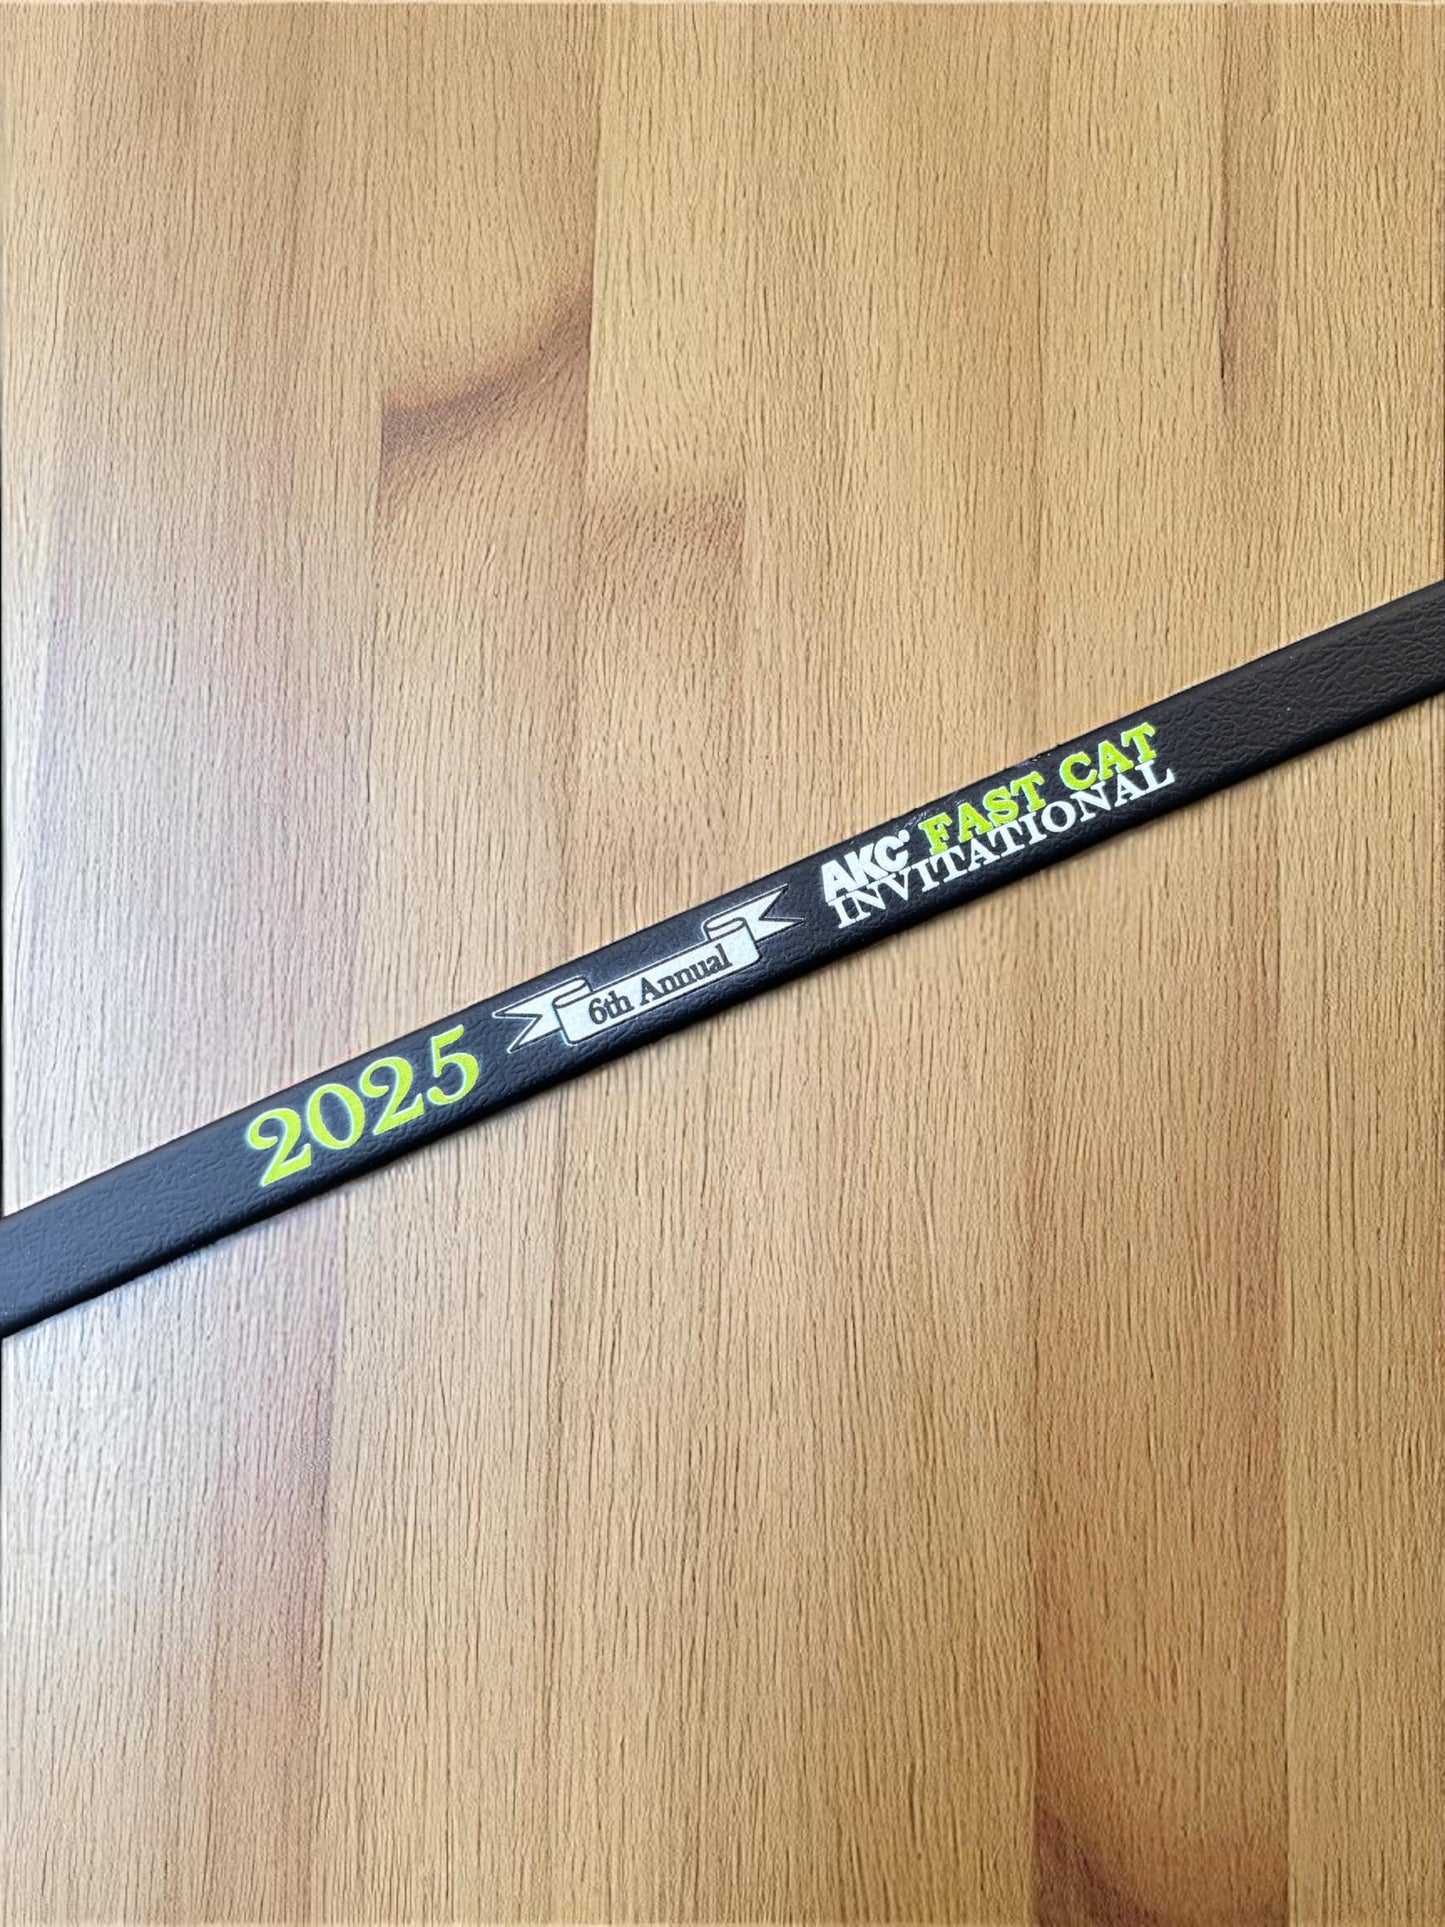 2025
6th Annual
AKC® FAST CAT
INVITATIONAL